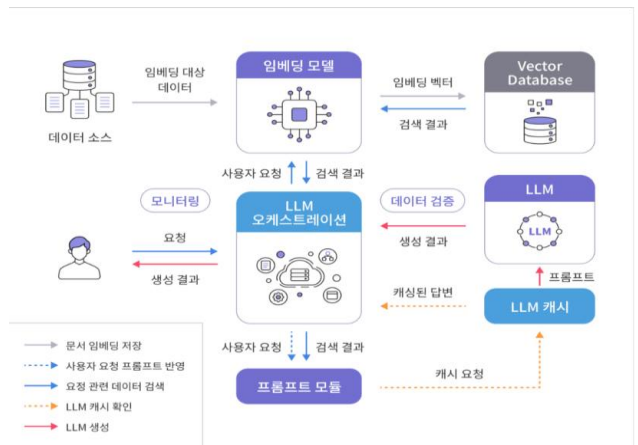 임베딩 대상
데이터
데이터 소스
임베딩 모델
임베딩 벡터
검색 결과
Vector
Database
사용자 요청
검색 결과
모니터링
LLM
오케스트레이션
데이터 검증
LLM
LLM
요청
생성 결과
생성 결과
프롬프트
캐싱된 답변
LLM 캐시
사용자 요청
검색 결과
프롬프트 모듈
캐시 요청
문서 임베딩 저장
사용자 요청 프롬프트 반영
요청 관련 데이터 검색
LLM 캐시 확인
LLM 생성